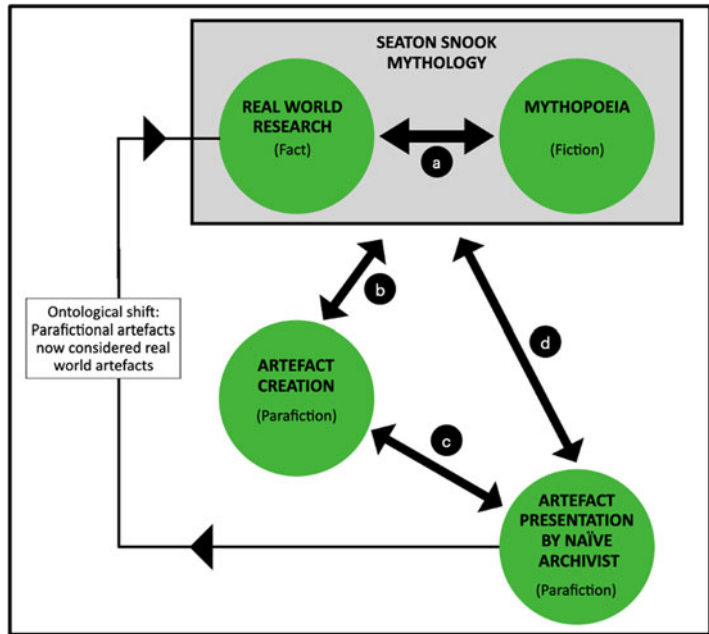 SEATON SNOOK
MYTHOLOGY
REAL WORLD
RESEARCH
(Fact)
MYTHOPOEIA
(Fiction)
a
b
Ontological shift:
Parafictional artefacts
now considered real
world artefacts
d
ARTEFACT
CREATION
(Parafiction)
c
ARTEFACT
PRESENTATION
BY NAÏVE
ARCHIVIST
(Parafiction)